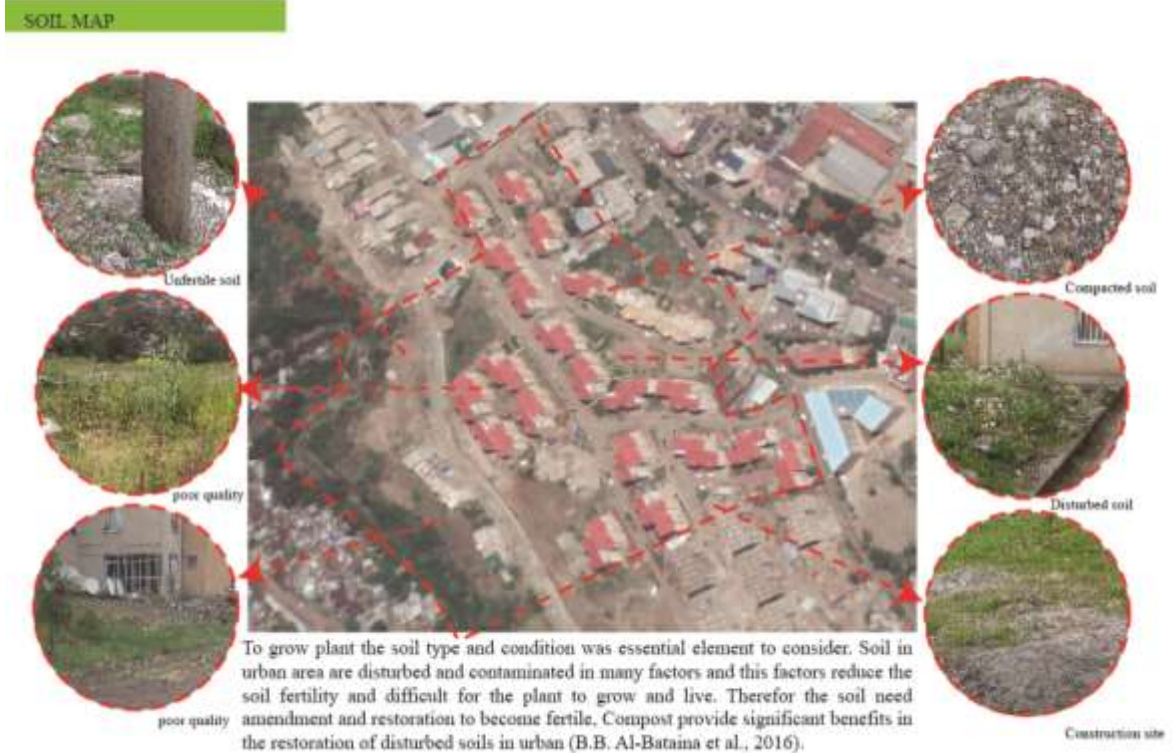 SOIL MAP
Unfertile soil
Compacted soil
poor quality
Disturbed soil
poor quality
Construction site
To grow plant the soil type and condition was essential element to consider. Soil in
urban area are disturbed and contaminated in many factors and this factors reduce the
soil fertility and difficult for the plant to grow and live. Therefor the soil need
amendment and restoration to become fertile. Compost provide significant benefits in
the restoration of disturbed soils in urban (B.B. Al-Bataina et al., 2016).